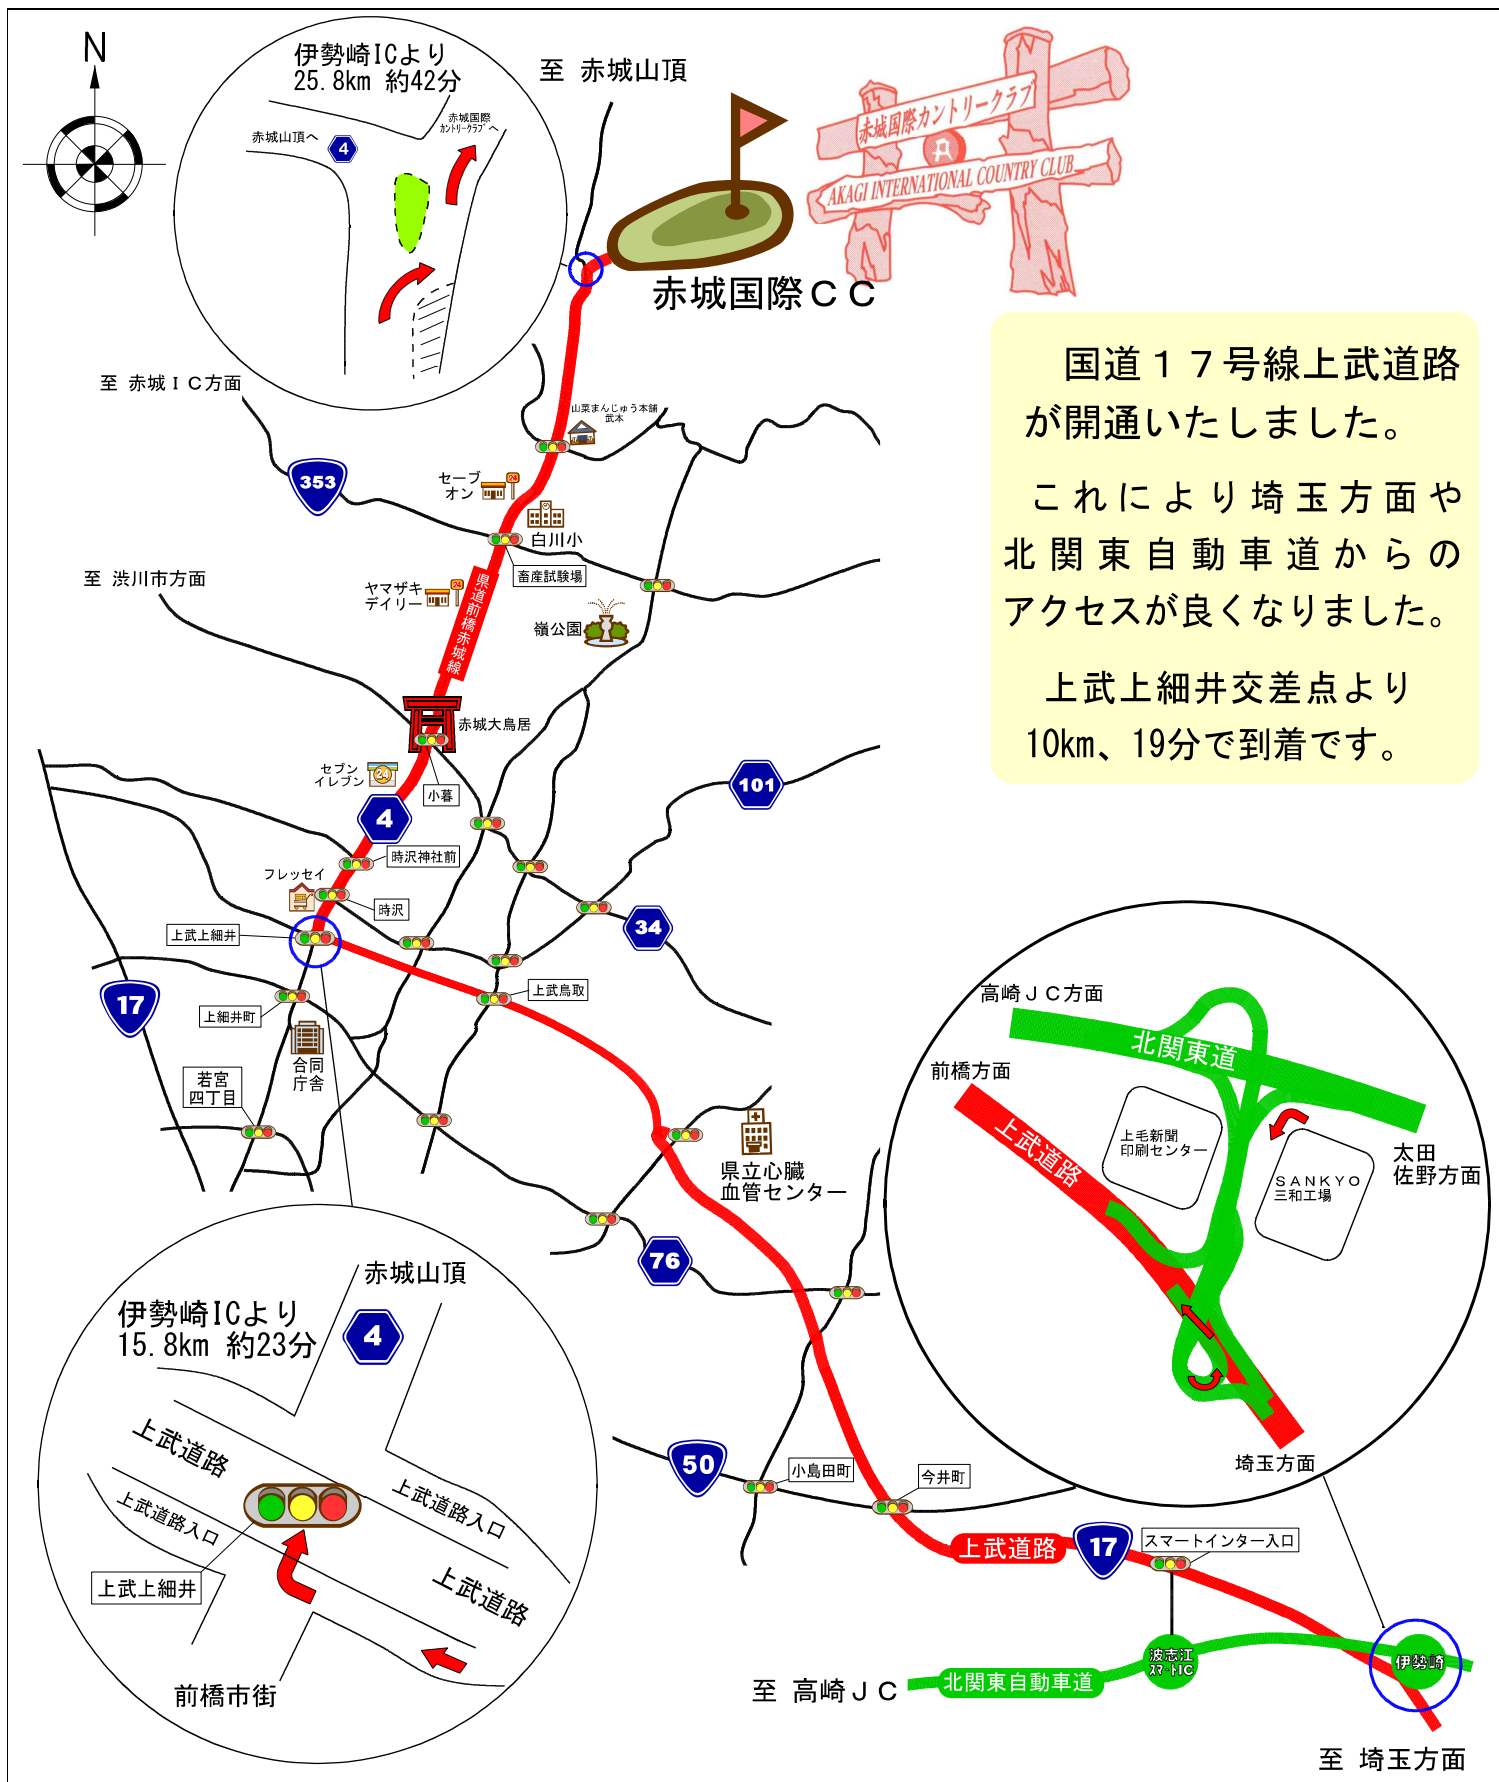 N
伊勢崎ICより
25.8km 約42分
赤城山頂へ
4
赤城国際
カントリークラブへ
至 赤城山頂
赤城国際カントリークラブ
AKAGI INTERNATIONAL COUNTRY CLUB
赤城国際ＣＣ
国道１７号線上武道路
が開通いたしました。
これにより埼玉方面や
北関東自動車道からの
アクセスが良くなりました。
上武上細井交差点より
10km、19分で到着です。
至 赤城ＩＣ方面
353
山菜まんじゅう本舗
武本
セーブ
オン
24
白川小
畜産試験場
至 渋川市方面
ヤマザキ
デイリー
24
県道前橋赤城線
嶺公園
赤城大鳥居
セブン
イレブン
24
小暮
4
101
時沢神社前
フレッセイ
時沢
34
上武上細井
17
上細井町
上武鳥取
合同
庁舎
若宮
四丁目
県立心臓
血管センター
76
高崎ＪＣ方面
北関東道
前橋方面
上武道路
上毛新聞
印刷センター
ＳＡＮＫＹＯ
三和工場
太田
佐野方面
埼玉方面
赤城山頂
伊勢崎ICより
15.8km 約23分
4
上武道路
上武道路入口
上武道路入口
上武道路
上武上細井
前橋市街
50
小島田町
今井町
上武道路
17
スマートインター入口
波志江
スマートIC
伊勢崎
至 高崎ＪＣ
北関東自動車道
至 埼玉方面